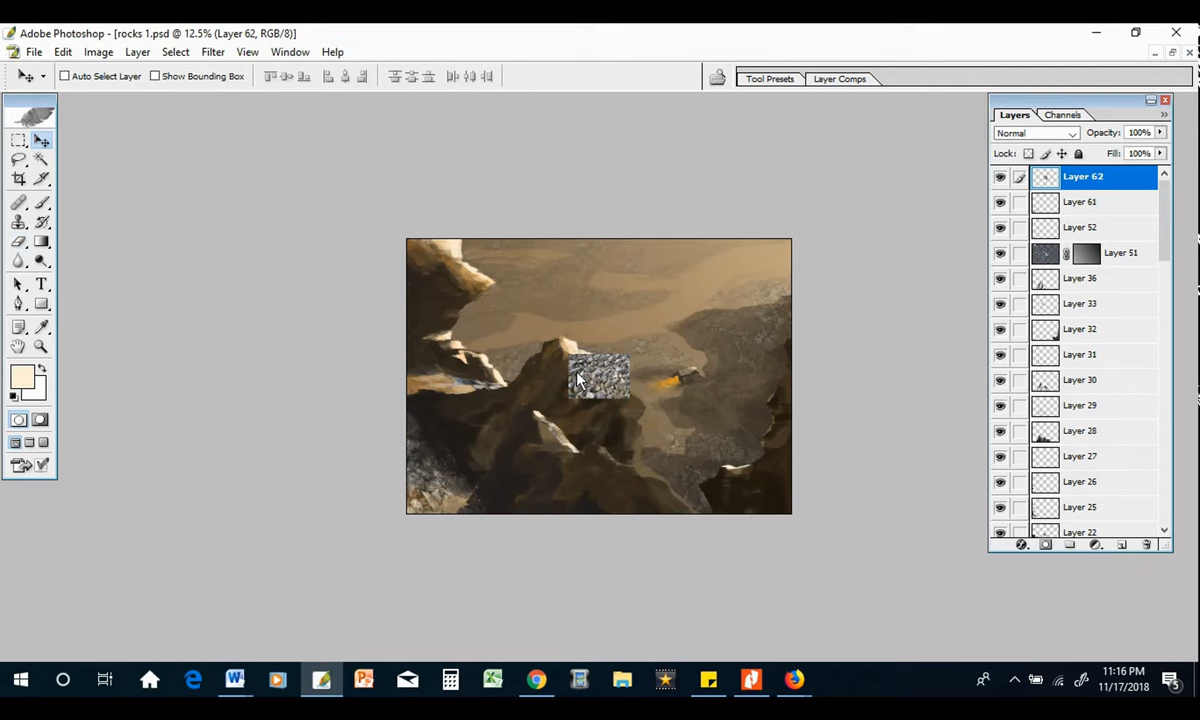 Adobe Photoshop - [rocks 1.psd @ 12.5% (Layer 62, RGB/8)]
File Edit Image Layer Select Filter View Window Help
Auto Select Layer Show Bounding Box Tool Presets Layer Comps
Layers Channels
Normal Opacity: 100%
Lock: Fill: 100%
Layer 62
Layer 61
Layer 52
Layer 51
Layer 36
Layer 33
Layer 32
Layer 31
Layer 30
Layer 29
Layer 28
Layer 27
Layer 26
Layer 25
Layer 22
11:16 PM
11/17/2018
5